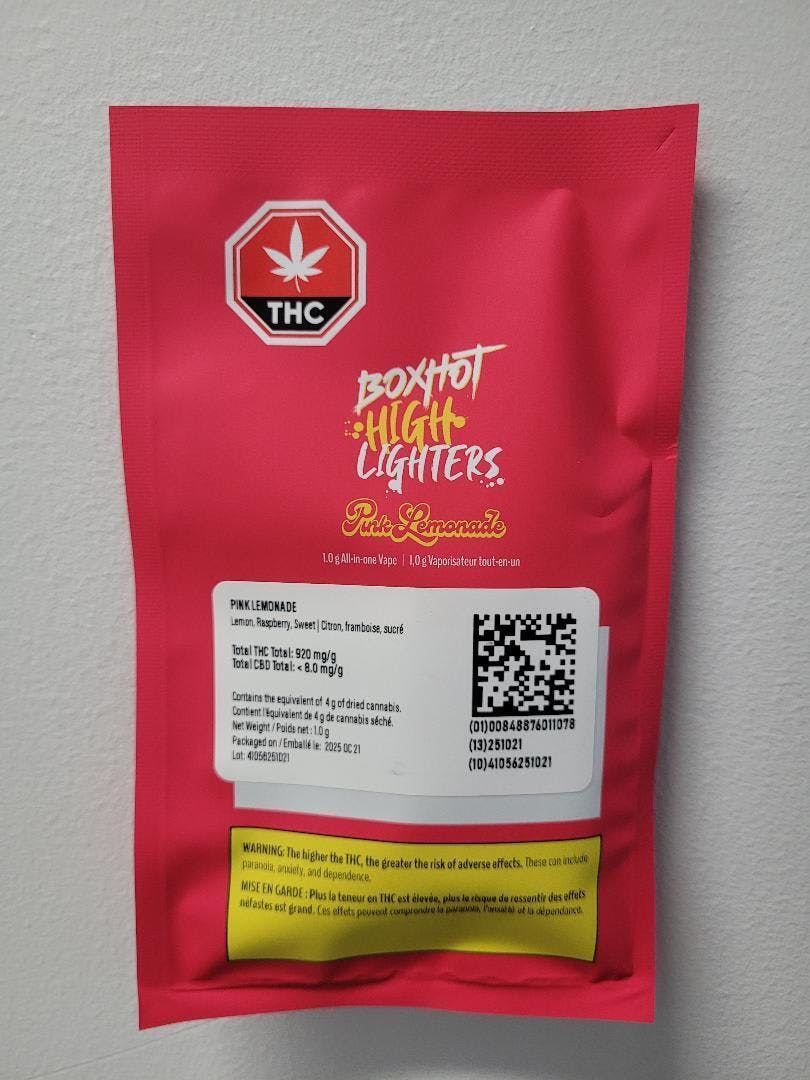 THC
BOXHOT
HIGH
LIGHTERS
Pink Lemonade
1.0 g All-in-one Vape | 1,0 g Vaporisateur tout-en-un
PINK LEMONADE
Lemon, Raspberry, Sweet | Citron, framboise, sucré
Total THC Total: 920 mg/g
Total CBD Total: < 8.0 mg/g
Contains the equivalent of 4 g of dried cannabis.
Contient l'équivalent de 4 g de cannabis séché.
Net Weight / Poids net : 1.0 g
Packaged on / Emballé le: 2025 OC 21
Lot: 41056251021
(01)00848876011078
(13)251021
(10)41056251021
WARNING: The higher the THC, the greater the risk of adverse effects. These can include
paranoia, anxiety, and dependence.
MISE EN GARDE : Plus la teneur en THC est élevée, plus le risque de ressentir des effets
néfastes est grand. Ces effets peuvent comprendre la paranoïa, l'anxiété et la dépendance.